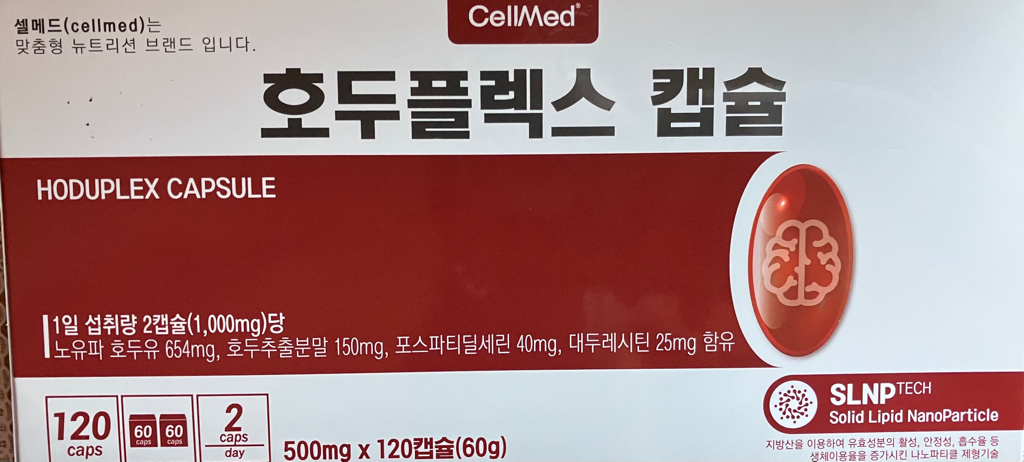 셀메드(cellmed)는
맞춤형 뉴트리션 브랜드 입니다.
CellMed®
호두플렉스 캡슐
HODUPLEX CAPSULE
1일 섭취량 2캡슐(1,000mg)당
노유파 호두유 654mg, 호두추출분말 150mg, 포스파티딜세린 40mg, 대두레시틴 25mg 함유
120
caps
60
caps
60
caps
2
caps
day
500mg x 120캡슐(60g)
SLNP TECH
Solid Lipid NanoParticle
지방산을 이용하여 유효성분의 활성, 안정성, 흡수율 등
생체이용율을 증가시킨 나노파티클 제형기술